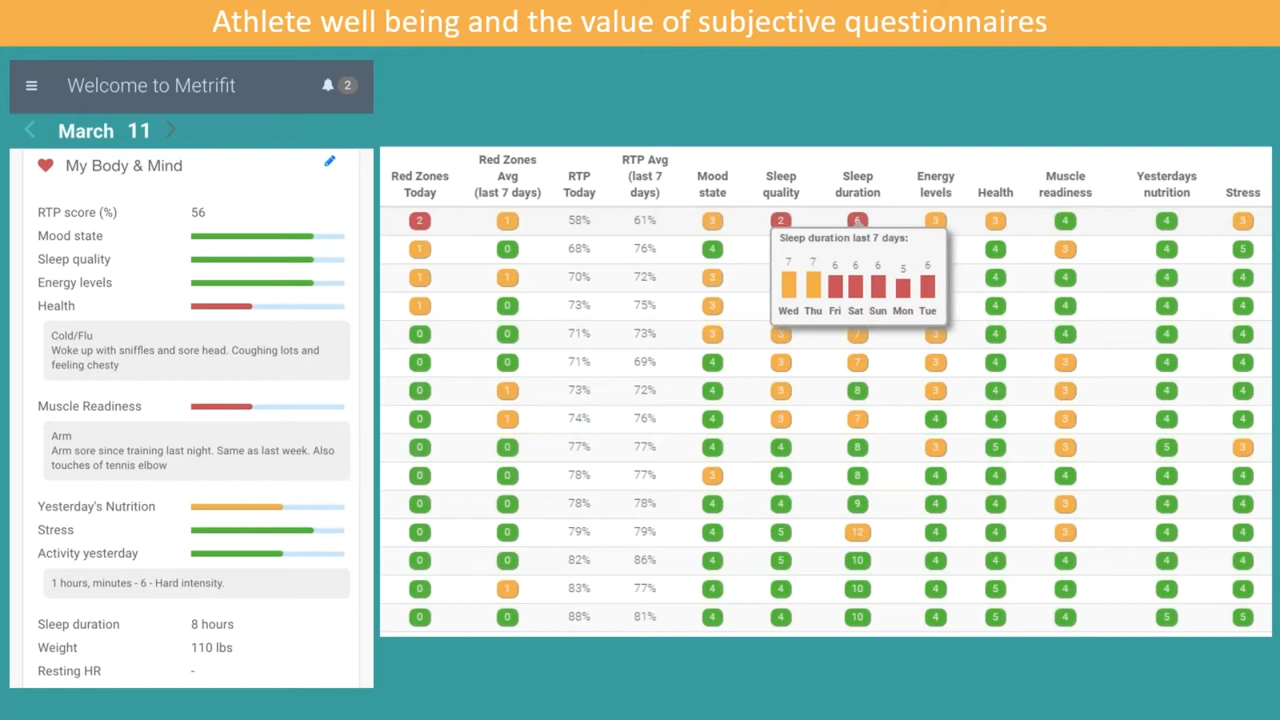 Athlete well being and the value of subjective questionnaires
Welcome to Metrifit
2
March 11
My Body & Mind
RTP score (%) 56
Mood state
Sleep quality
Energy levels
Health
Cold/Flu
Woke up with sniffles and sore head. Coughing lots and
feeling chesty
Muscle Readiness
Arm
Arm sore since training last night. Same as last week. Also
touches of tennis elbow
Yesterday's Nutrition
Stress
Activity yesterday
1 hours, minutes - 6 - Hard intensity.
Sleep duration 8 hours
Weight 110 lbs
Resting HR -
Red Zones Today Red Zones Avg (last 7 days) RTP Today RTP Avg (last 7 days) Mood state Sleep quality Sleep duration Energy levels Health Muscle readiness Yesterdays nutrition Stress
2 1 58% 61% 3 2 6 3 3 4 4 3
1 0 68% 76% 4 4 3 4 5
1 1 70% 72% 3 4 4 4 4
1 0 73% 75% 3 4 4 4 4
Sleep duration last 7 days:
7 7 6 6 6 5 6
Wed Thu Fri Sat Sun Mon Tue
0 0 71% 73% 3 3 7 3 4 4 4 4
0 0 71% 69% 4 3 7 3 4 3 4 4
0 1 73% 72% 4 3 8 3 4 3 4 4
0 1 74% 76% 4 3 7 4 4 3 4 4
0 0 77% 77% 4 4 8 3 5 4 5 3
0 0 78% 77% 3 4 8 4 4 4 4 4
0 0 78% 78% 4 4 9 4 4 3 4 4
0 0 79% 79% 4 5 12 4 4 3 4 4
0 0 82% 86% 4 5 10 4 4 4 4 4
0 1 83% 77% 4 4 10 4 5 4 4 4
0 0 88% 81% 4 4 10 4 5 4 5 5